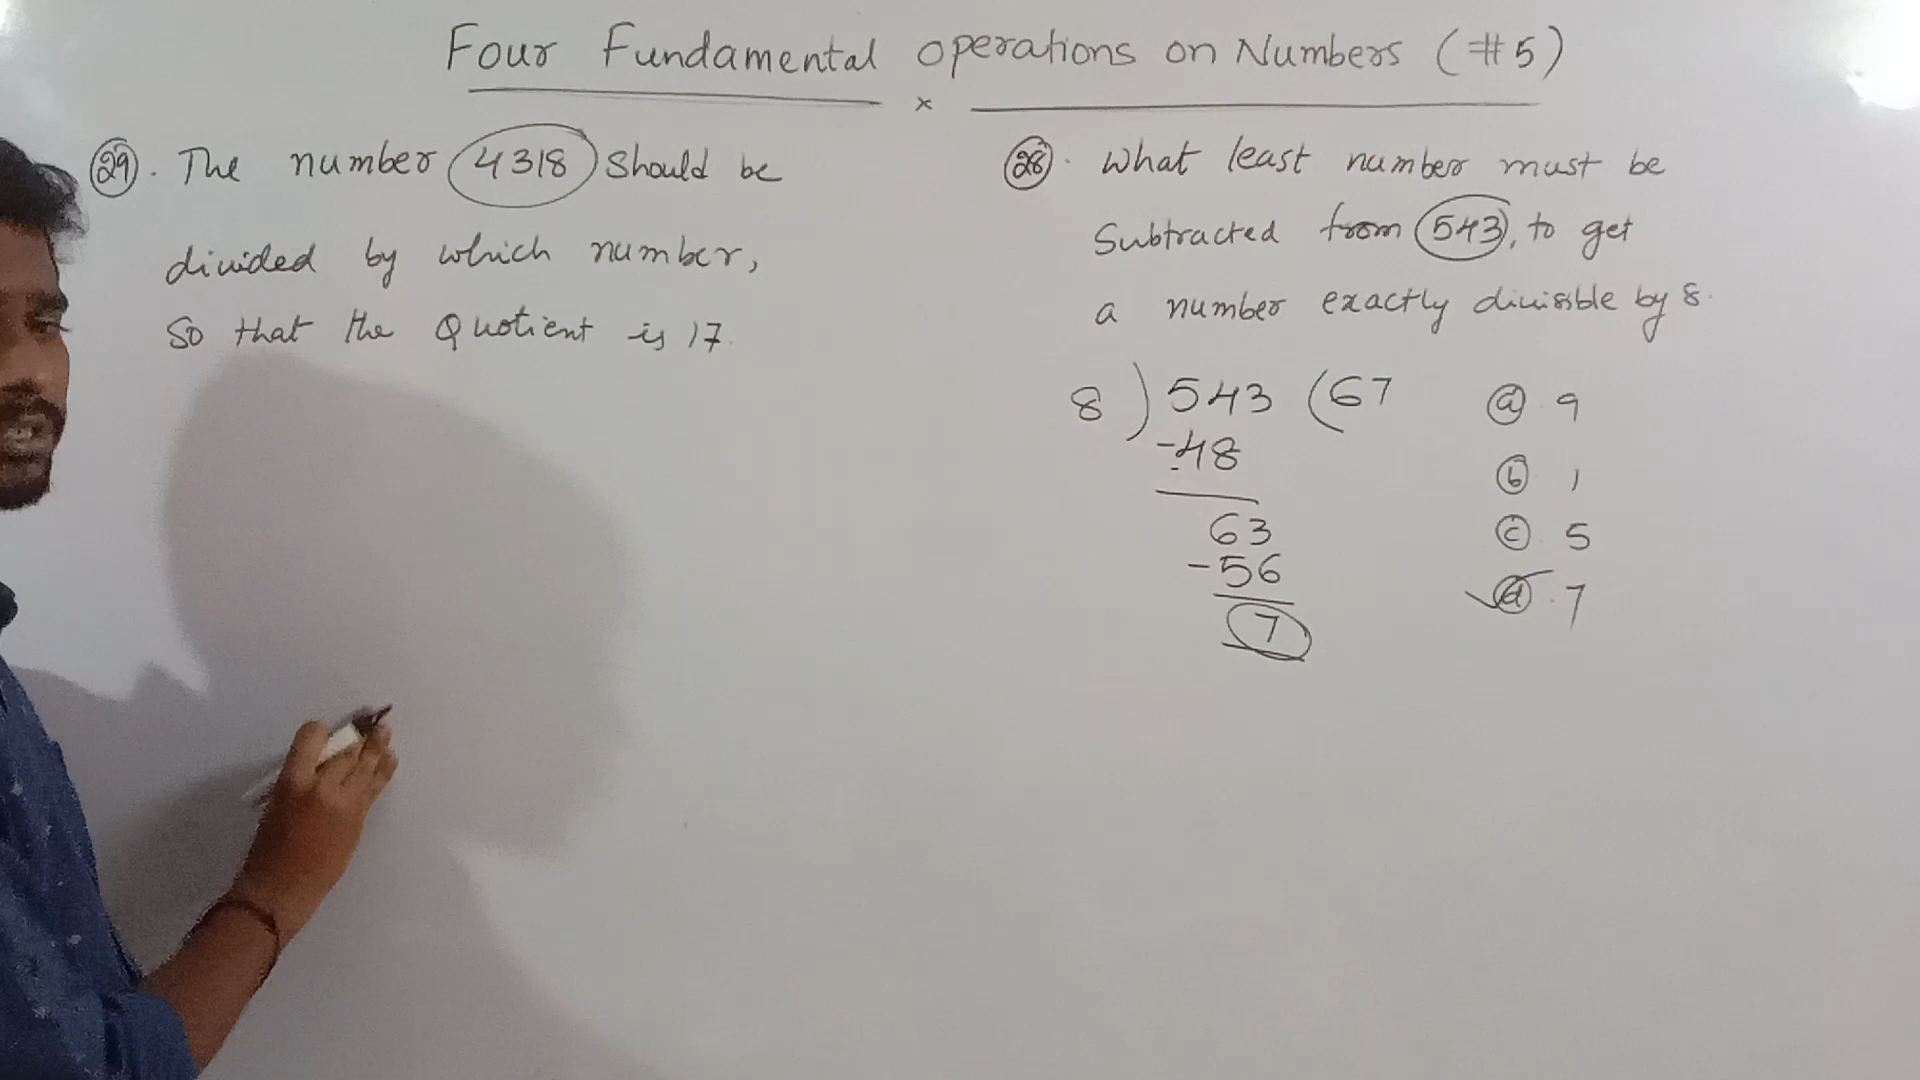 Four Fundamental operations on Numbers (#5)
x
29. The number 4318 should be
divided by which number,
so that the Quotient is 17.
28. What least number must be
Subtracted from 543, to get
a number exactly divisible by 8.
8 ) 543 ( 67
-48
63
-56
7
a 9
b 1
c 5
d. 7